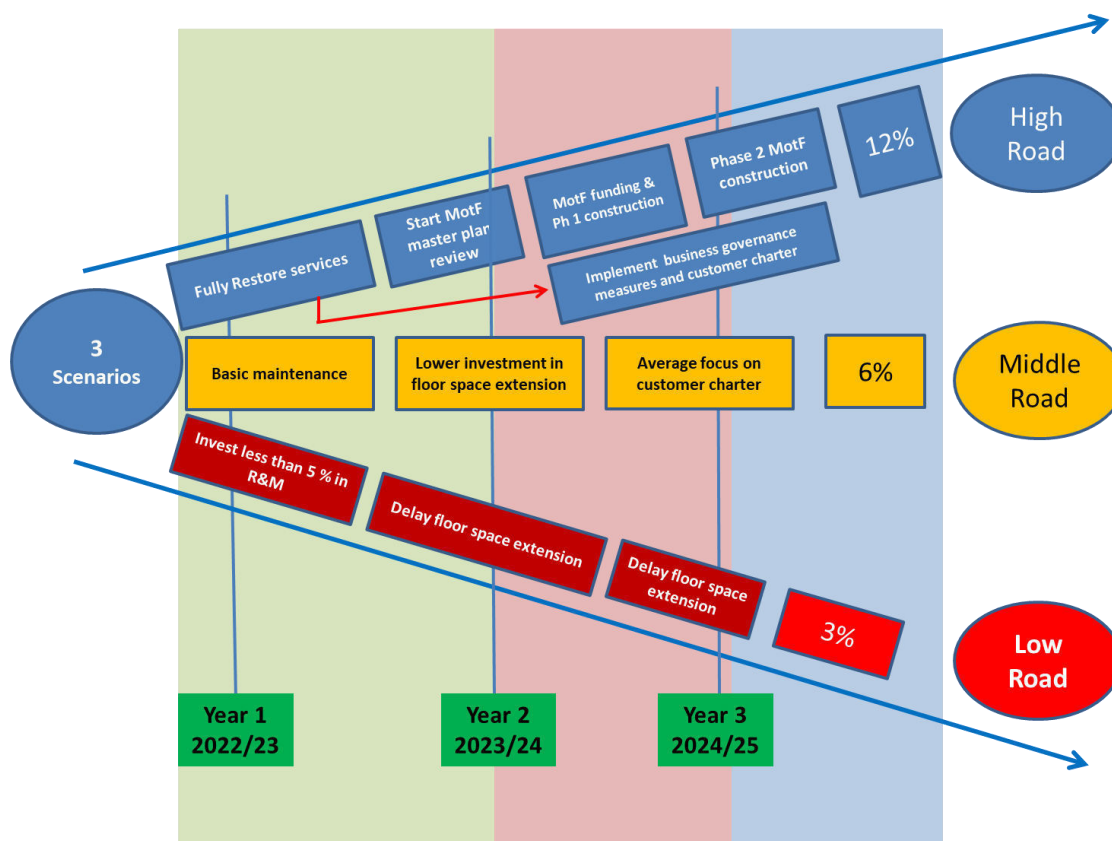 High
Road
12%
Phase 2 MotF
construction
MotF funding &
Ph 1 construction
Start MotF
master plan
review
Fully Restore services
Implement business governance
measures and customer charter
3
Scenarios
Basic maintenance
Lower investment in
floor space extension
Average focus on
customer charter
6%
Middle
Road
Invest less than 5 % in
R&M
Delay floor space extension
Delay floor space
extension
3%
Low
Road
Year 1
2022/23
Year 2
2023/24
Year 3
2024/25